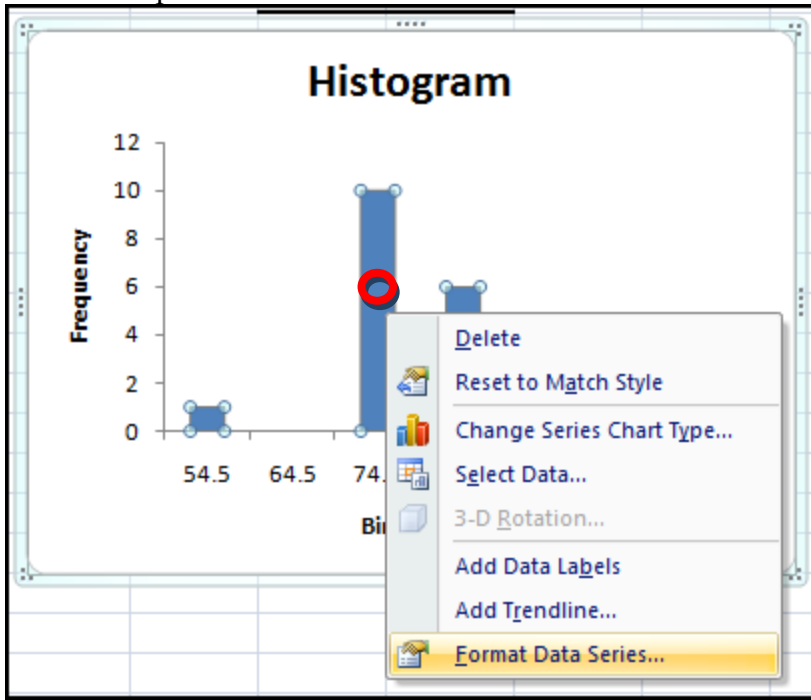 Histogram
12
10
8
6
4
2
0
Frequency
54.5 64.5
Delete
Reset to Match Style
Change Series Chart Type...
Select Data...
3-D Rotation...
Add Data Labels
Add Trendline...
Format Data Series...